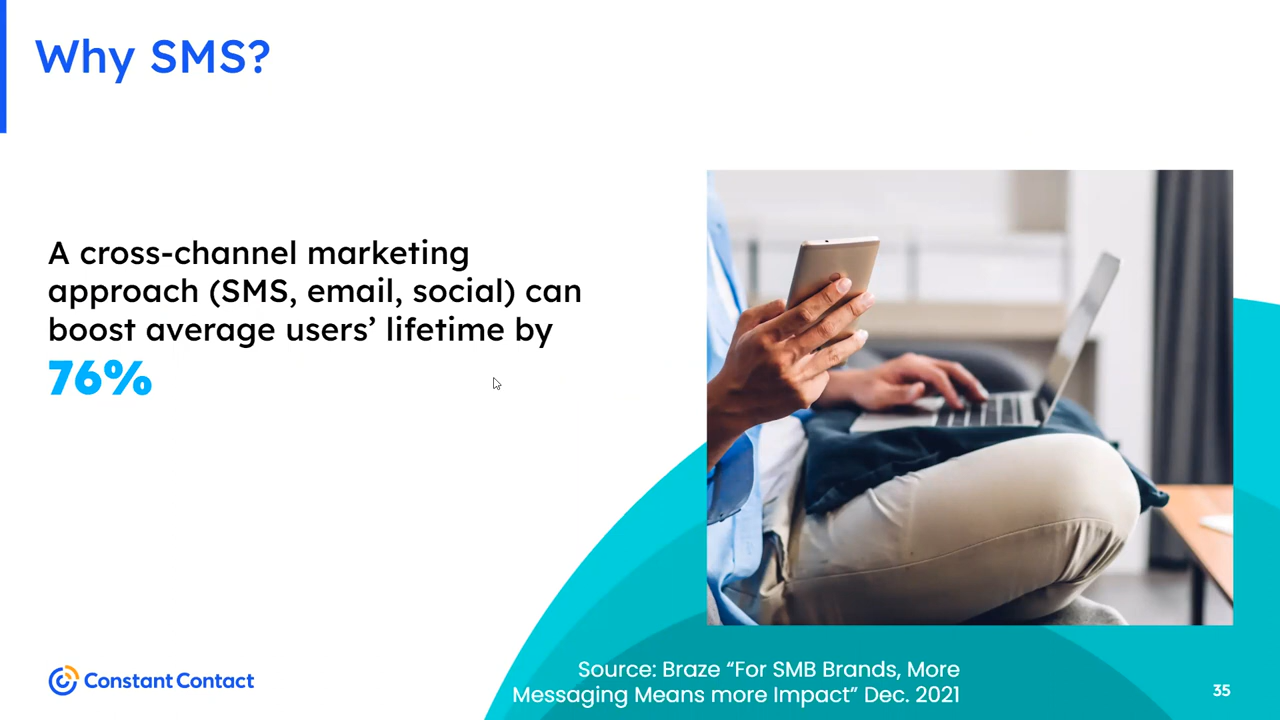 Why SMS?
A cross-channel marketing
approach (SMS, email, social) can
boost average users’ lifetime by
76%
Constant Contact
Source: Braze “For SMB Brands, More
Messaging Means more Impact” Dec. 2021
35